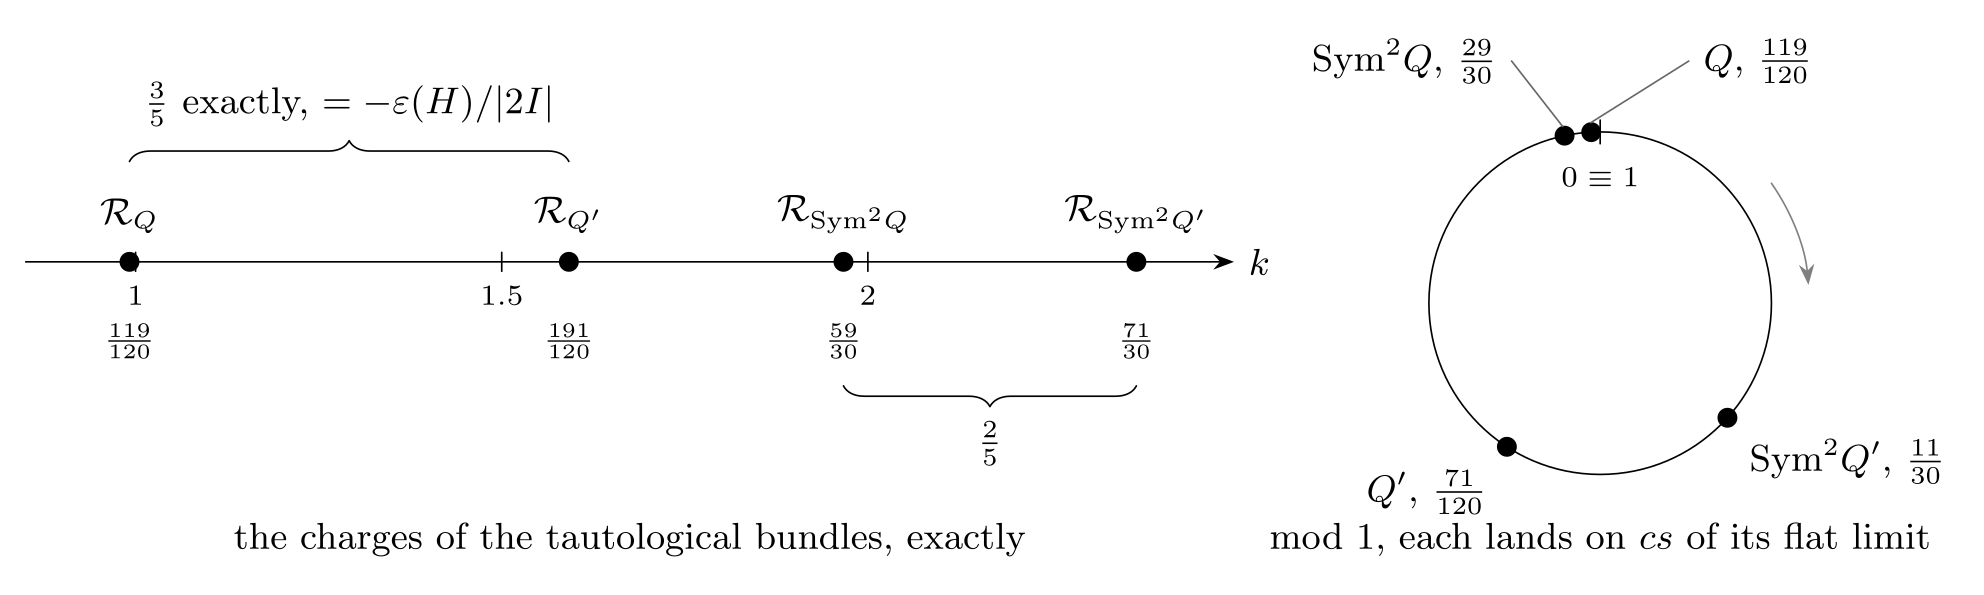 3/5 exactly, = −ε(H)/|2I|
ℛ_Q
ℛ_{Q′}
ℛ_{Sym²Q}
ℛ_{Sym²Q′}
k
1
1.5
2
119/120
191/120
59/30
71/30
2/5
the charges of the tautological bundles, exactly
Sym²Q, 29/30
Q, 119/120
0 ≡ 1
Sym²Q′, 11/30
Q′, 71/120
mod 1, each lands on cs of its flat limit